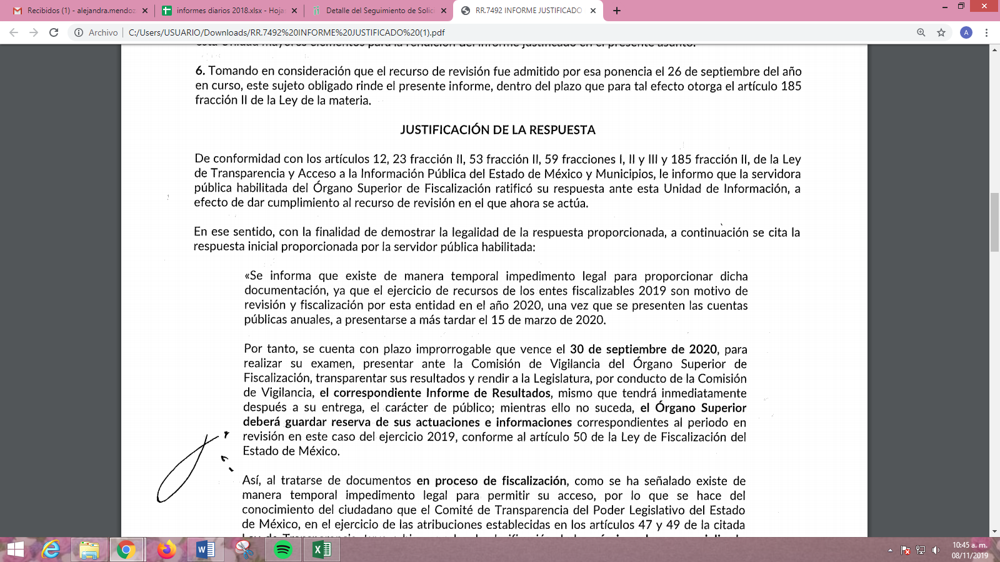 Recibidos (1) - alejandra.mendoz
informes diarios 2018.xlsx - Hoja
Detalle del Seguimiento de Solici
RR.7492 INFORME JUSTIFICADO
Archivo
C:/Users/USUARIO/Downloads/RR.7492%20INFORME%20JUSTIFICADO%20(1).pdf
A
esta Unidad mayores elementos para la rendición del informe justificado en el presente asunto.
6. Tomando en consideración que el recurso de revisión fue admitido por esa ponencia el 26 de septiembre del año
en curso, este sujeto obligado rinde el presente informe, dentro del plazo que para tal efecto otorga el artículo 185
fracción II de la Ley de la materia.
JUSTIFICACIÓN DE LA RESPUESTA
De conformidad con los artículos 12, 23 fracción II, 53 fracción II, 59 fracciones I, II y III y 185 fracción II, de la Ley
de Transparencia y Acceso a la Información Pública del Estado de México y Municipios, le informo que la servidora
pública habilitada del Órgano Superior de Fiscalización ratificó su respuesta ante esta Unidad de Información, a
efecto de dar cumplimiento al recurso de revisión en el que ahora se actúa.
En ese sentido, con la finalidad de demostrar la legalidad de la respuesta proporcionada, a continuación se cita la
respuesta inicial proporcionada por la servidor pública habilitada:
«Se informa que existe de manera temporal impedimento legal para proporcionar dicha
documentación, ya que el ejercicio de recursos de los entes fiscalizables 2019 son motivo de
revisión y fiscalización por esta entidad en el año 2020, una vez que se presenten las cuentas
públicas anuales, a presentarse a más tardar el 15 de marzo de 2020.
Por tanto, se cuenta con plazo improrrogable que vence el 30 de septiembre de 2020, para
realizar su examen, presentar ante la Comisión de Vigilancia del Órgano Superior de
Fiscalización, transparentar sus resultados y rendir a la Legislatura, por conducto de la Comisión
de Vigilancia, el correspondiente Informe de Resultados, mismo que tendrá inmediatamente
después a su entrega, el carácter de público; mientras ello no suceda, el Órgano Superior
deberá guardar reserva de sus actuaciones e informaciones correspondientes al periodo en
revisión en este caso del ejercicio 2019, conforme al artículo 50 de la Ley de Fiscalización del
Estado de México.
Así, al tratarse de documentos en proceso de fiscalización, como se ha señalado existe de
manera temporal impedimento legal para permitir su acceso, por lo que se hace del
conocimiento del ciudadano que el Comité de Transparencia del Poder Legislativo del Estado
de México, en el ejercicio de las atribuciones establecidas en los artículos 47 y 49 de la citada
10:45 a. m.
08/11/2019